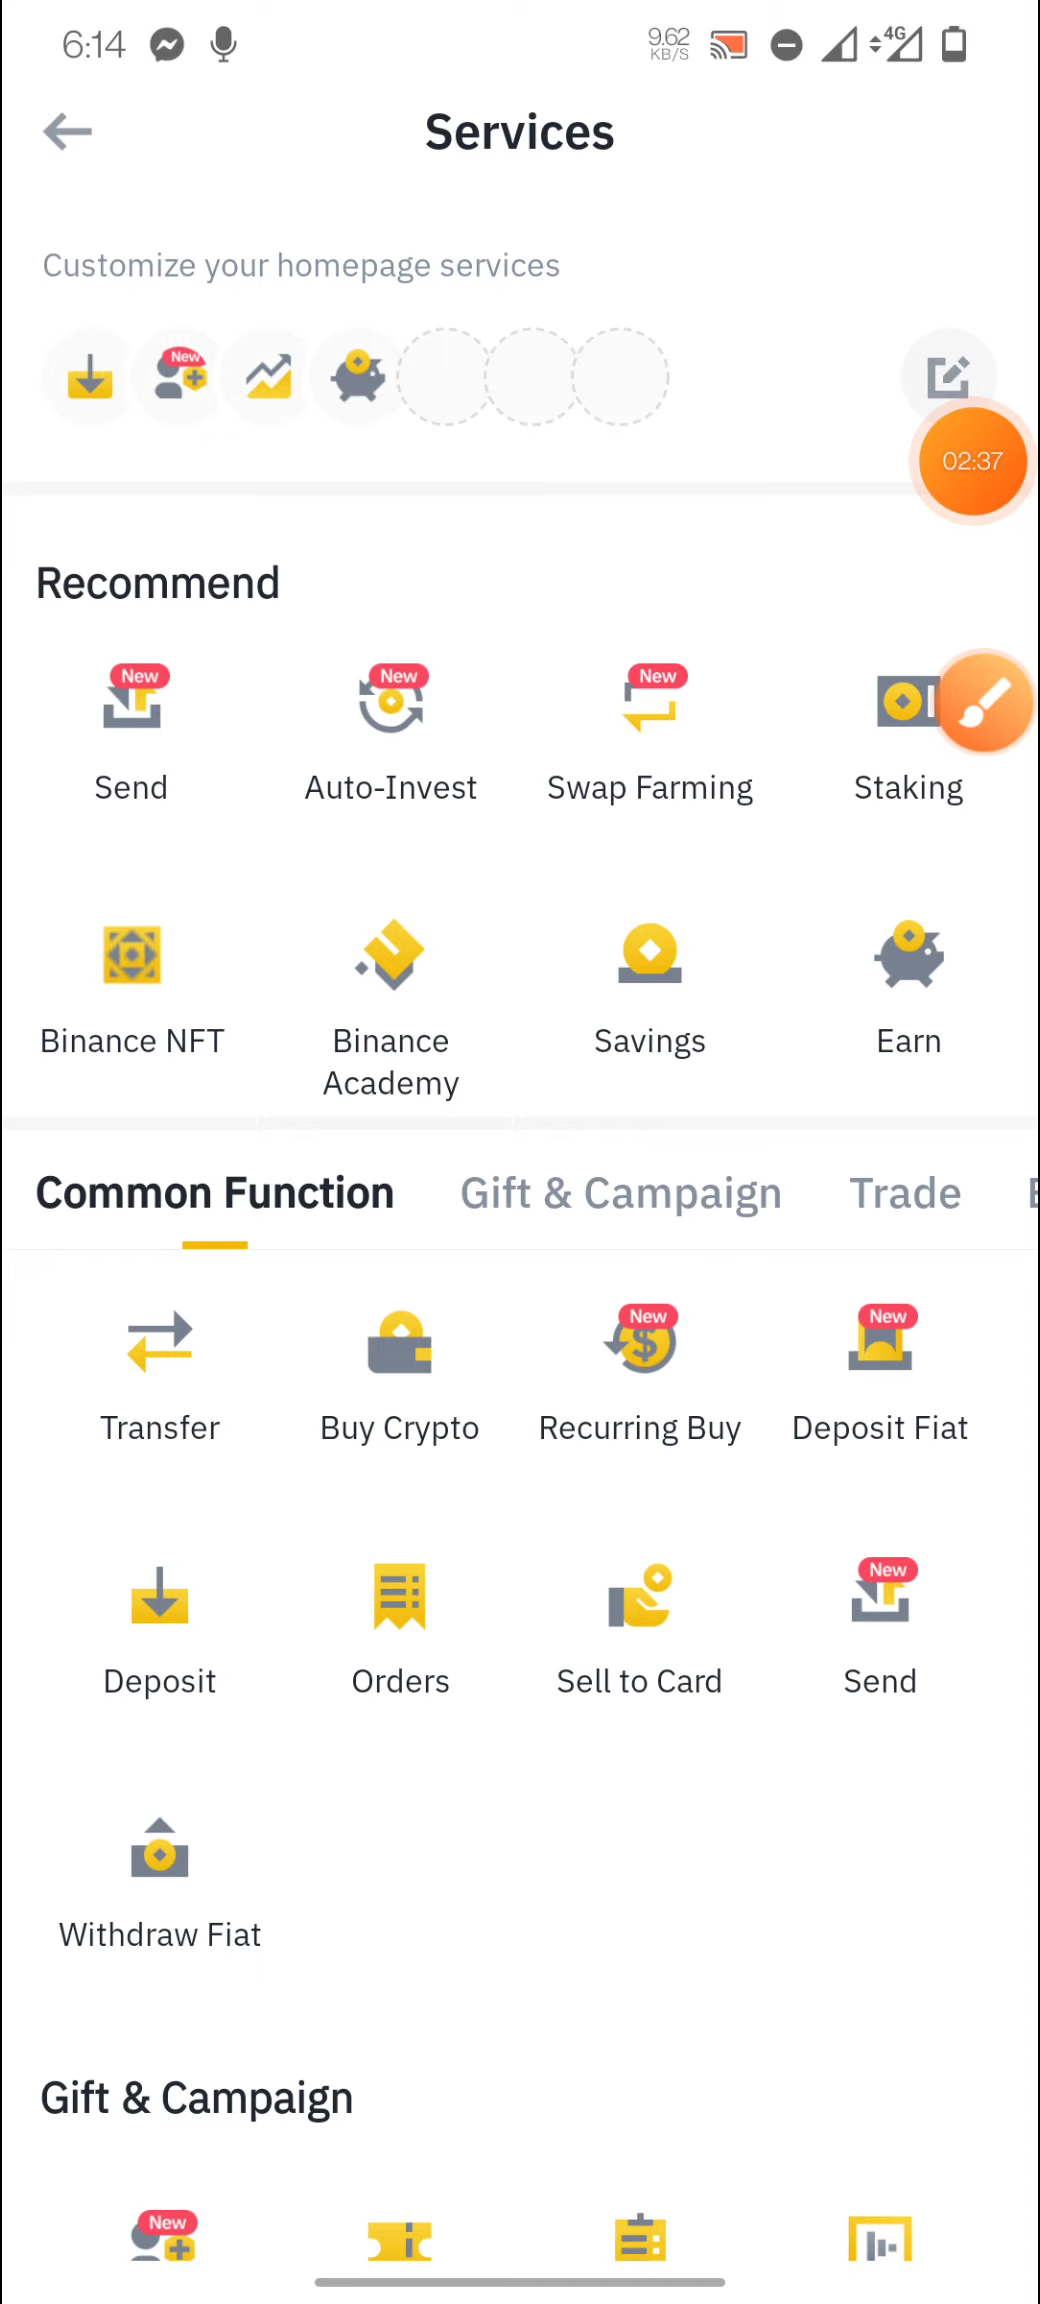 6:14
9.62
KB/S
4G
Services
Customize your homepage services
New
02:37
Recommend
New
New
New
Send
Auto-Invest
Swap Farming
Staking
Binance NFT
Binance
Academy
Savings
Earn
Common Function
Gift & Campaign
Trade
New
New
Transfer
Buy Crypto
Recurring Buy
Deposit Fiat
New
Deposit
Orders
Sell to Card
Send
Withdraw Fiat
Gift & Campaign
New